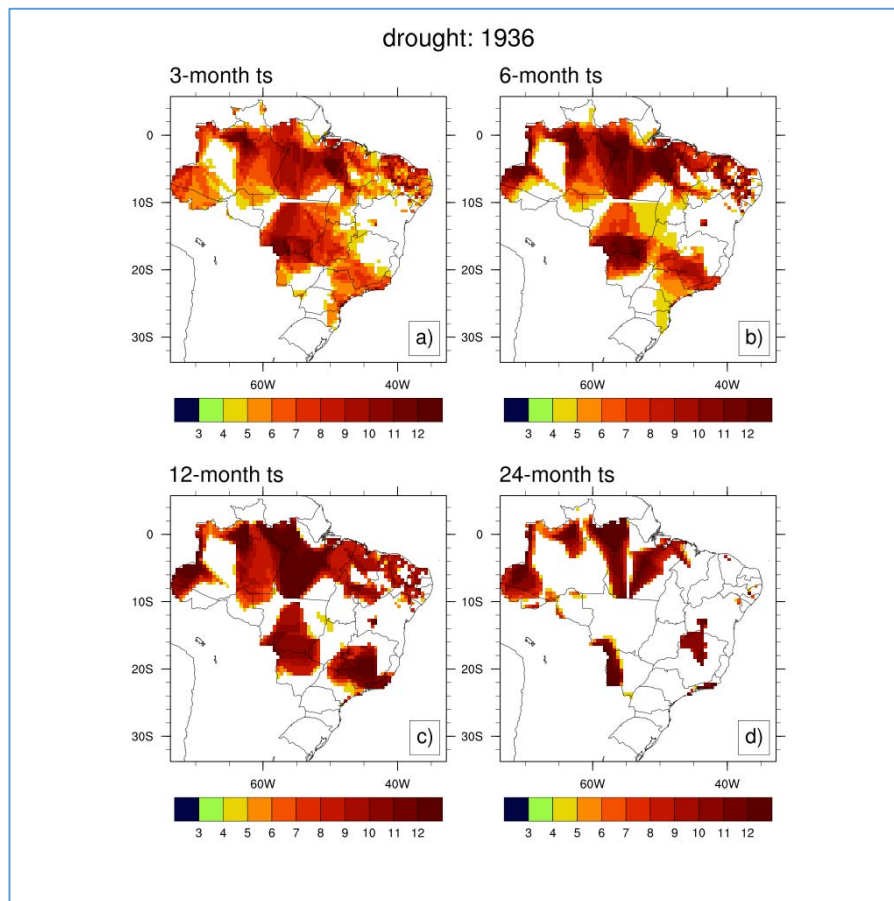 drought: 1936
3-month ts
6-month ts
0
10S
20S
30S
a)
60W 40W
3 4 5 6 7 8 9 10 11 12
0
10S
20S
30S
b)
60W 40W
3 4 5 6 7 8 9 10 11 12
12-month ts
24-month ts
0
10S
20S
30S
c)
60W 40W
3 4 5 6 7 8 9 10 11 12
0
10S
20S
30S
d)
60W 40W
3 4 5 6 7 8 9 10 11 12